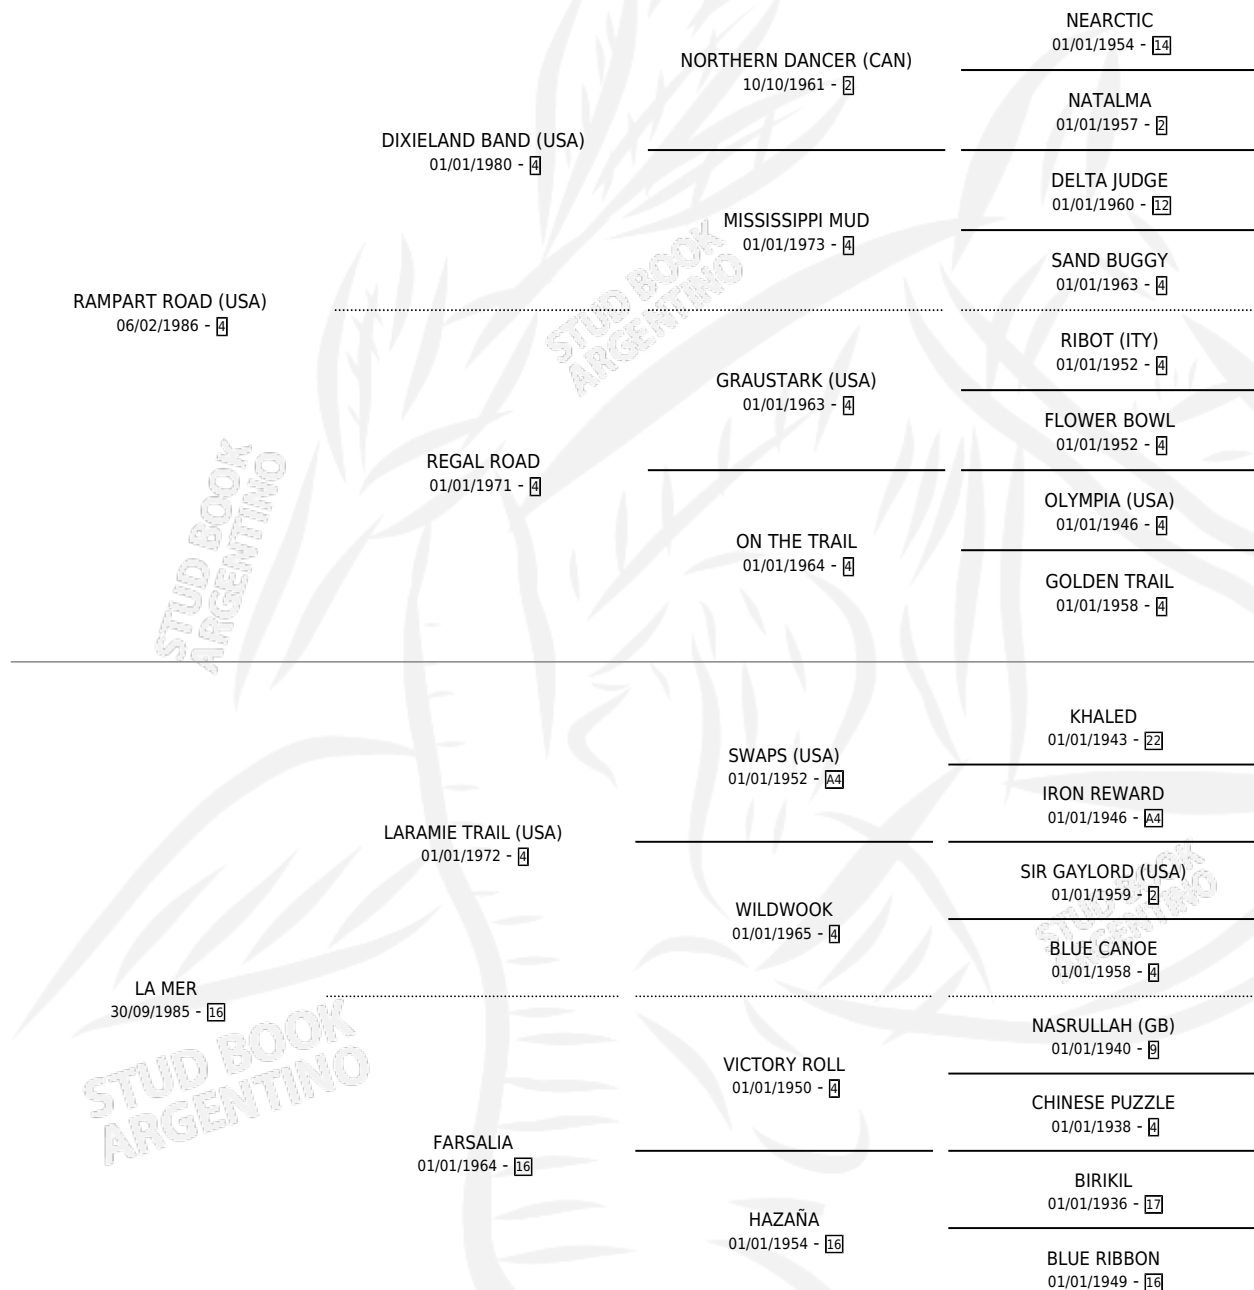 NEARCTIC
01/01/1954 - 14
NORTHERN DANCER (CAN)
10/10/1961 - 2
NATALMA
01/01/1957 - 2
DIXIELAND BAND (USA)
01/01/1980 - 4
DELTA JUDGE
01/01/1960 - 12
MISSISSIPPI MUD
01/01/1973 - 4
SAND BUGGY
01/01/1963 - 4
RAMPART ROAD (USA)
06/02/1986 - 4
RIBOT (ITY)
01/01/1952 - 4
GRAUSTARK (USA)
01/01/1963 - 4
FLOWER BOWL
01/01/1952 - 4
REGAL ROAD
01/01/1971 - 4
OLYMPIA (USA)
01/01/1946 - 4
ON THE TRAIL
01/01/1964 - 4
GOLDEN TRAIL
01/01/1958 - 4
KHALED
01/01/1943 - 22
SWAPS (USA)
01/01/1952 - A4
IRON REWARD
01/01/1946 - A4
LARAMIE TRAIL (USA)
01/01/1972 - 4
SIR GAYLORD (USA)
01/01/1959 - 2
WILDWOOK
01/01/1965 - 4
BLUE CANOE
01/01/1958 - 4
LA MER
30/09/1985 - 16
NASRULLAH (GB)
01/01/1940 - 9
VICTORY ROLL
01/01/1950 - 4
CHINESE PUZZLE
01/01/1938 - 4
FARSALIA
01/01/1964 - 16
BIRIKIL
01/01/1936 - 17
HAZAÑA
01/01/1954 - 16
BLUE RIBBON
01/01/1949 - 16
STUD BOOK
ARGENTINO
STUD BOOK
ARGENTINO
STUD BOOK
ARGENTINO
STUD BOOK
ARGENTINO